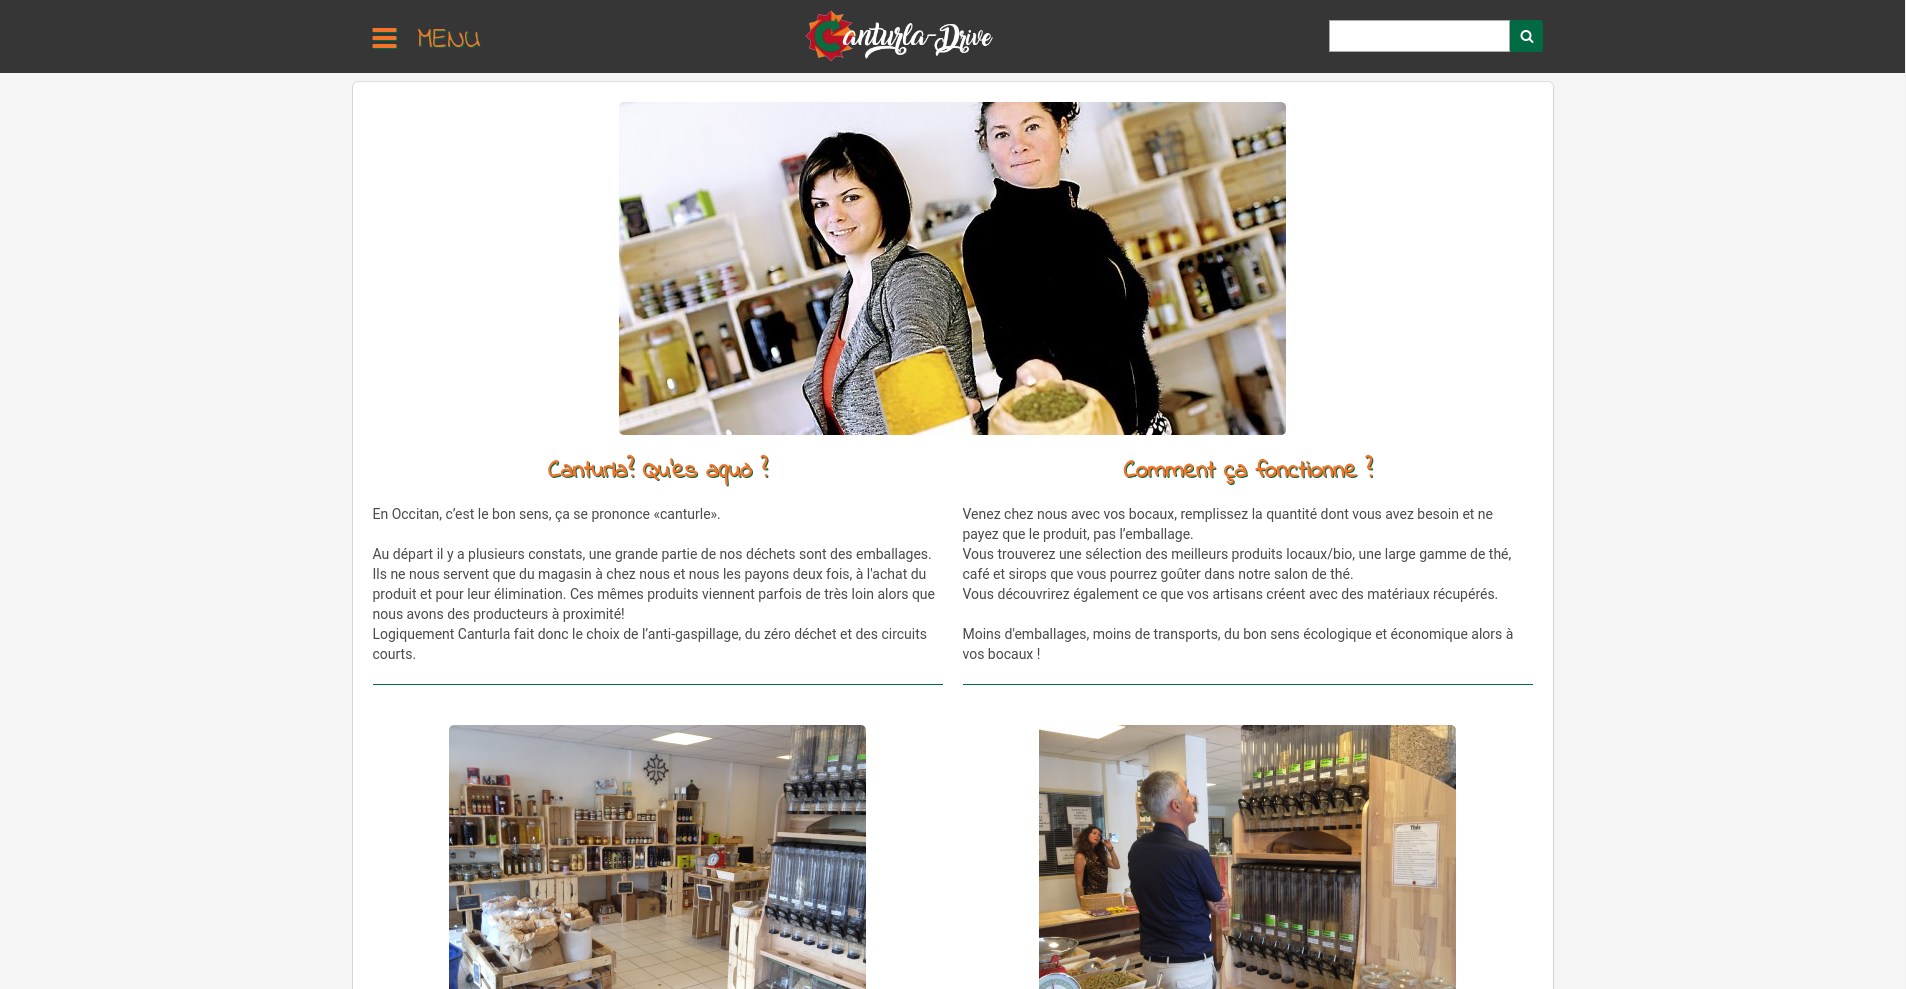 MENU
Canturla-Drive
Canturla? Qu'es aquò ?
En Occitan, c’est le bon sens, ça se prononce «canturle».
Au départ il y a plusieurs constats, une grande partie de nos déchets sont des emballages.
Ils ne nous servent que du magasin à chez nous et nous les payons deux fois, à l'achat du
produit et pour leur élimination. Ces mêmes produits viennent parfois de très loin alors que
nous avons des producteurs à proximité!
Logiquement Canturla fait donc le choix de l’anti-gaspillage, du zéro déchet et des circuits
courts.
Comment ça fonctionne ?
Venez chez nous avec vos bocaux, remplissez la quantité dont vous avez besoin et ne
payez que le produit, pas l’emballage.
Vous trouverez une sélection des meilleurs produits locaux/bio, une large gamme de thé,
café et sirops que vous pourrez goûter dans notre salon de thé.
Vous découvrirez également ce que vos artisans créent avec des matériaux récupérés.
Moins d'emballages, moins de transports, du bon sens écologique et économique alors à
vos bocaux !